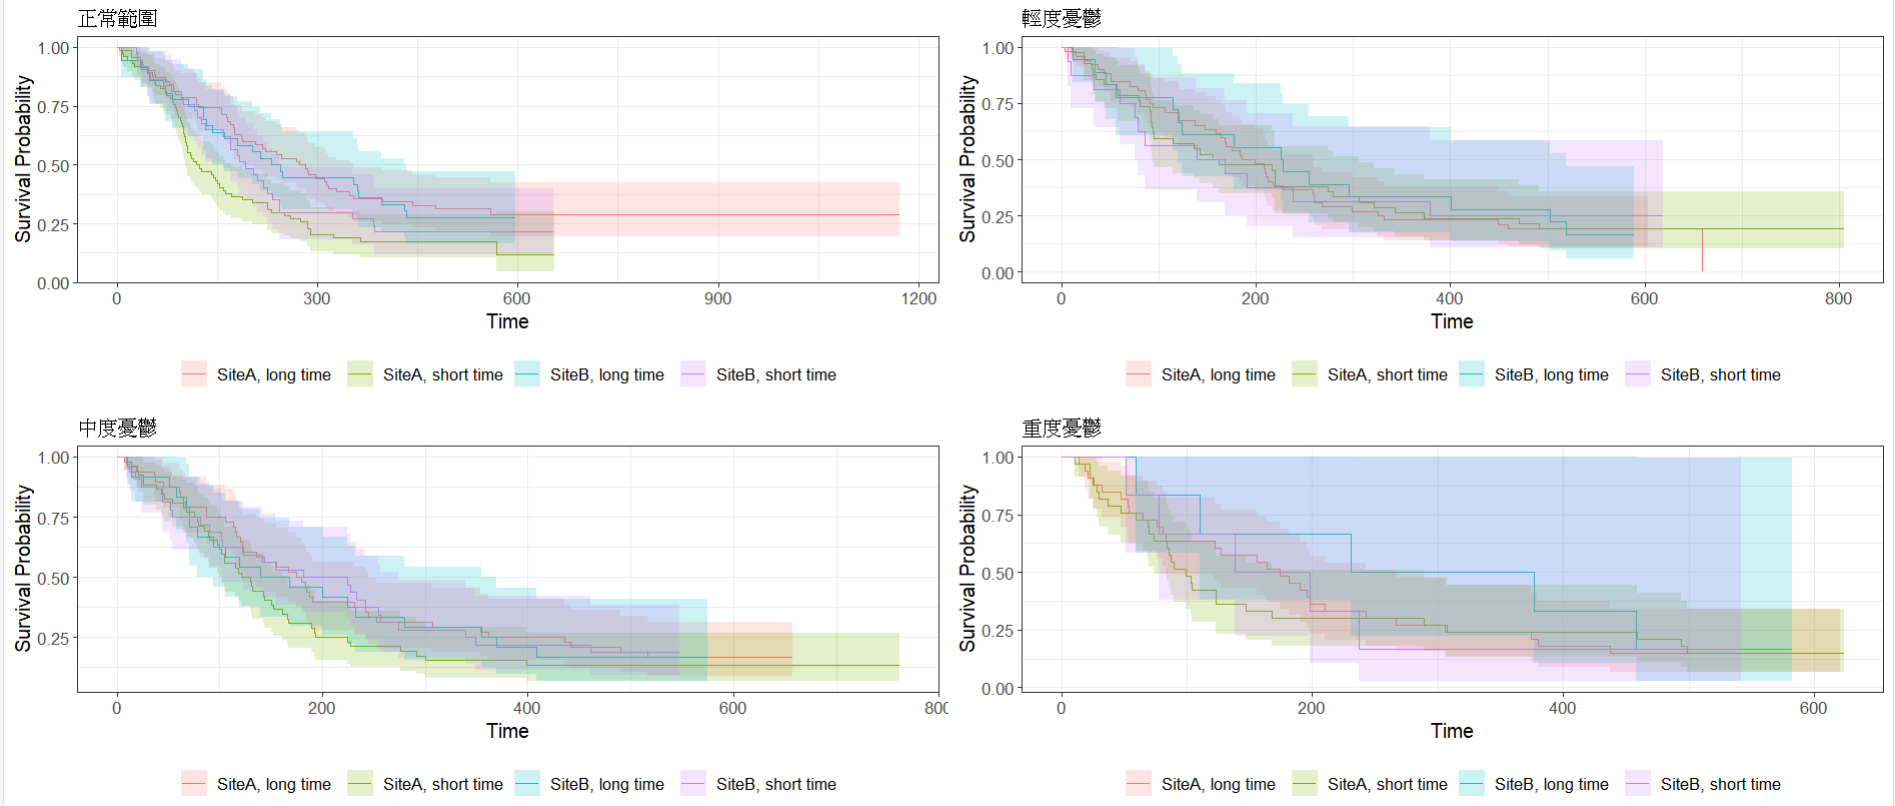 正常範圍
Survival Probability
1.00
0.75
0.50
0.25
0.00
0 300 600 900 1200
Time
SiteA, long time SiteA, short time SiteB, long time SiteB, short time
輕度憂鬱
Survival Probability
1.00
0.75
0.50
0.25
0.00
0 200 400 600 800
Time
SiteA, long time SiteA, short time SiteB, long time SiteB, short time
中度憂鬱
Survival Probability
1.00
0.75
0.50
0.25
0 200 400 600 800
Time
SiteA, long time SiteA, short time SiteB, long time SiteB, short time
重度憂鬱
Survival Probability
1.00
0.75
0.50
0.25
0.00
0 200 400 600
Time
SiteA, long time SiteA, short time SiteB, long time SiteB, short time